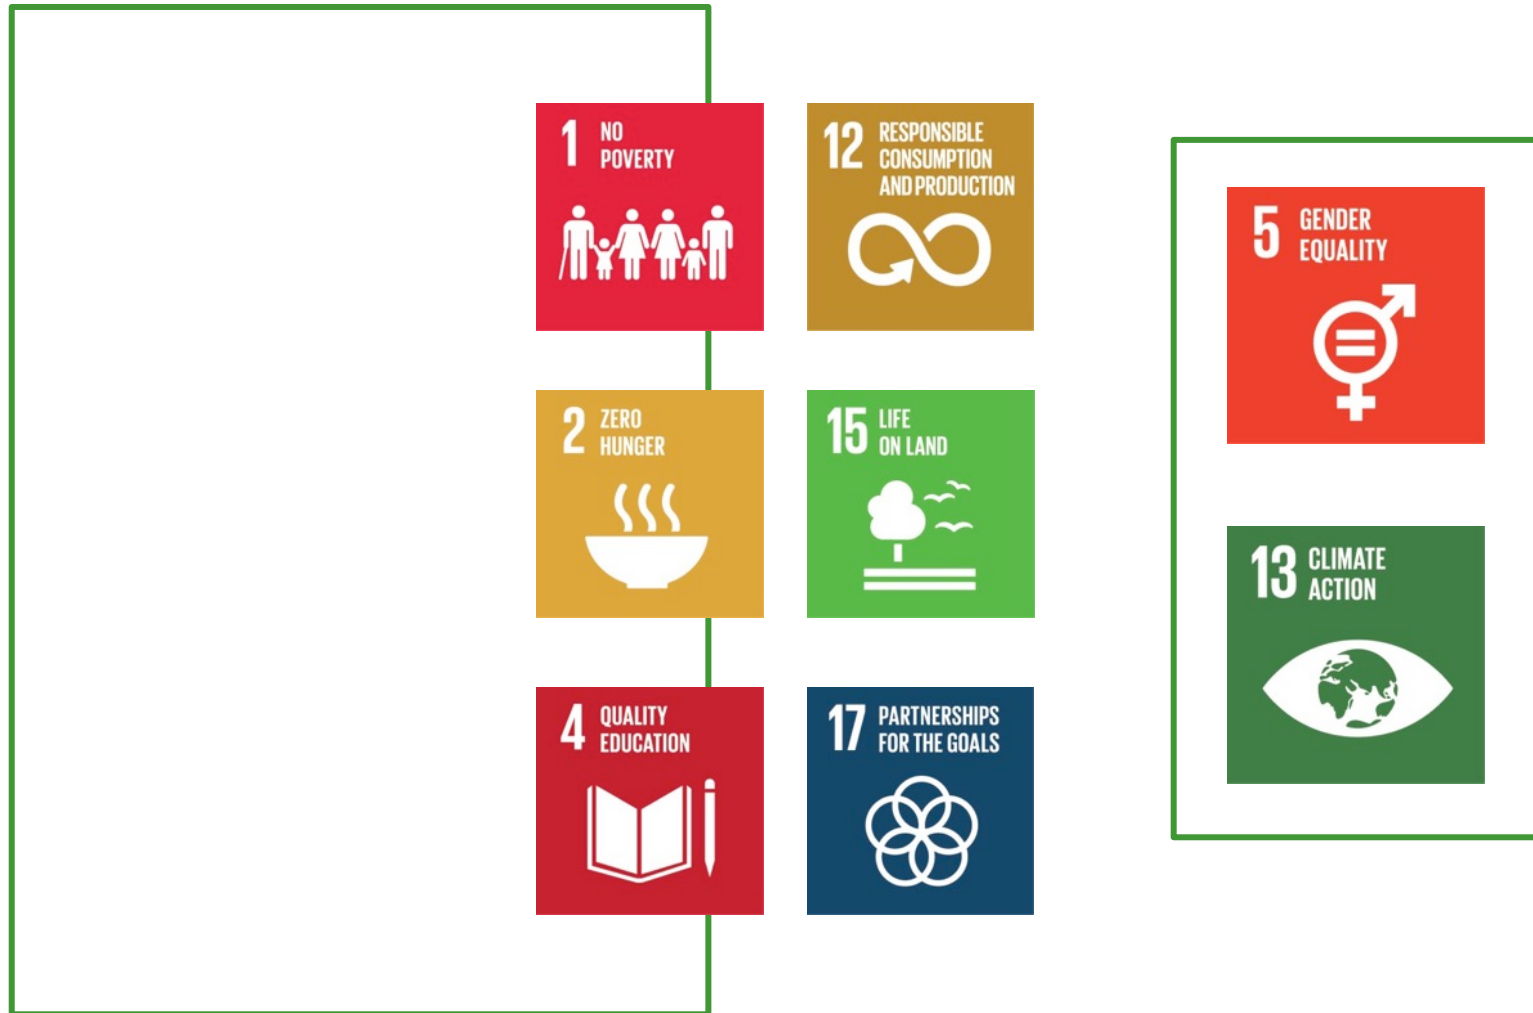 1 NO
POVERTY
12 RESPONSIBLE
CONSUMPTION
AND PRODUCTION
2 ZERO
HUNGER
15 LIFE
ON LAND
4 QUALITY
EDUCATION
17 PARTNERSHIPS
FOR THE GOALS
5 GENDER
EQUALITY
13 CLIMATE
ACTION